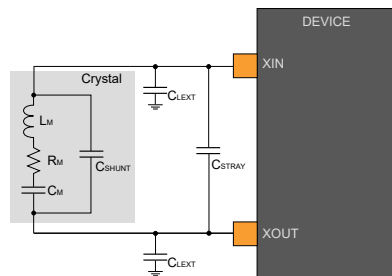 DEVICE
XIN
Crystal
CLEXT
LM
RM
CSHUNT
CSTRAY
CM
XOUT
CLEXT